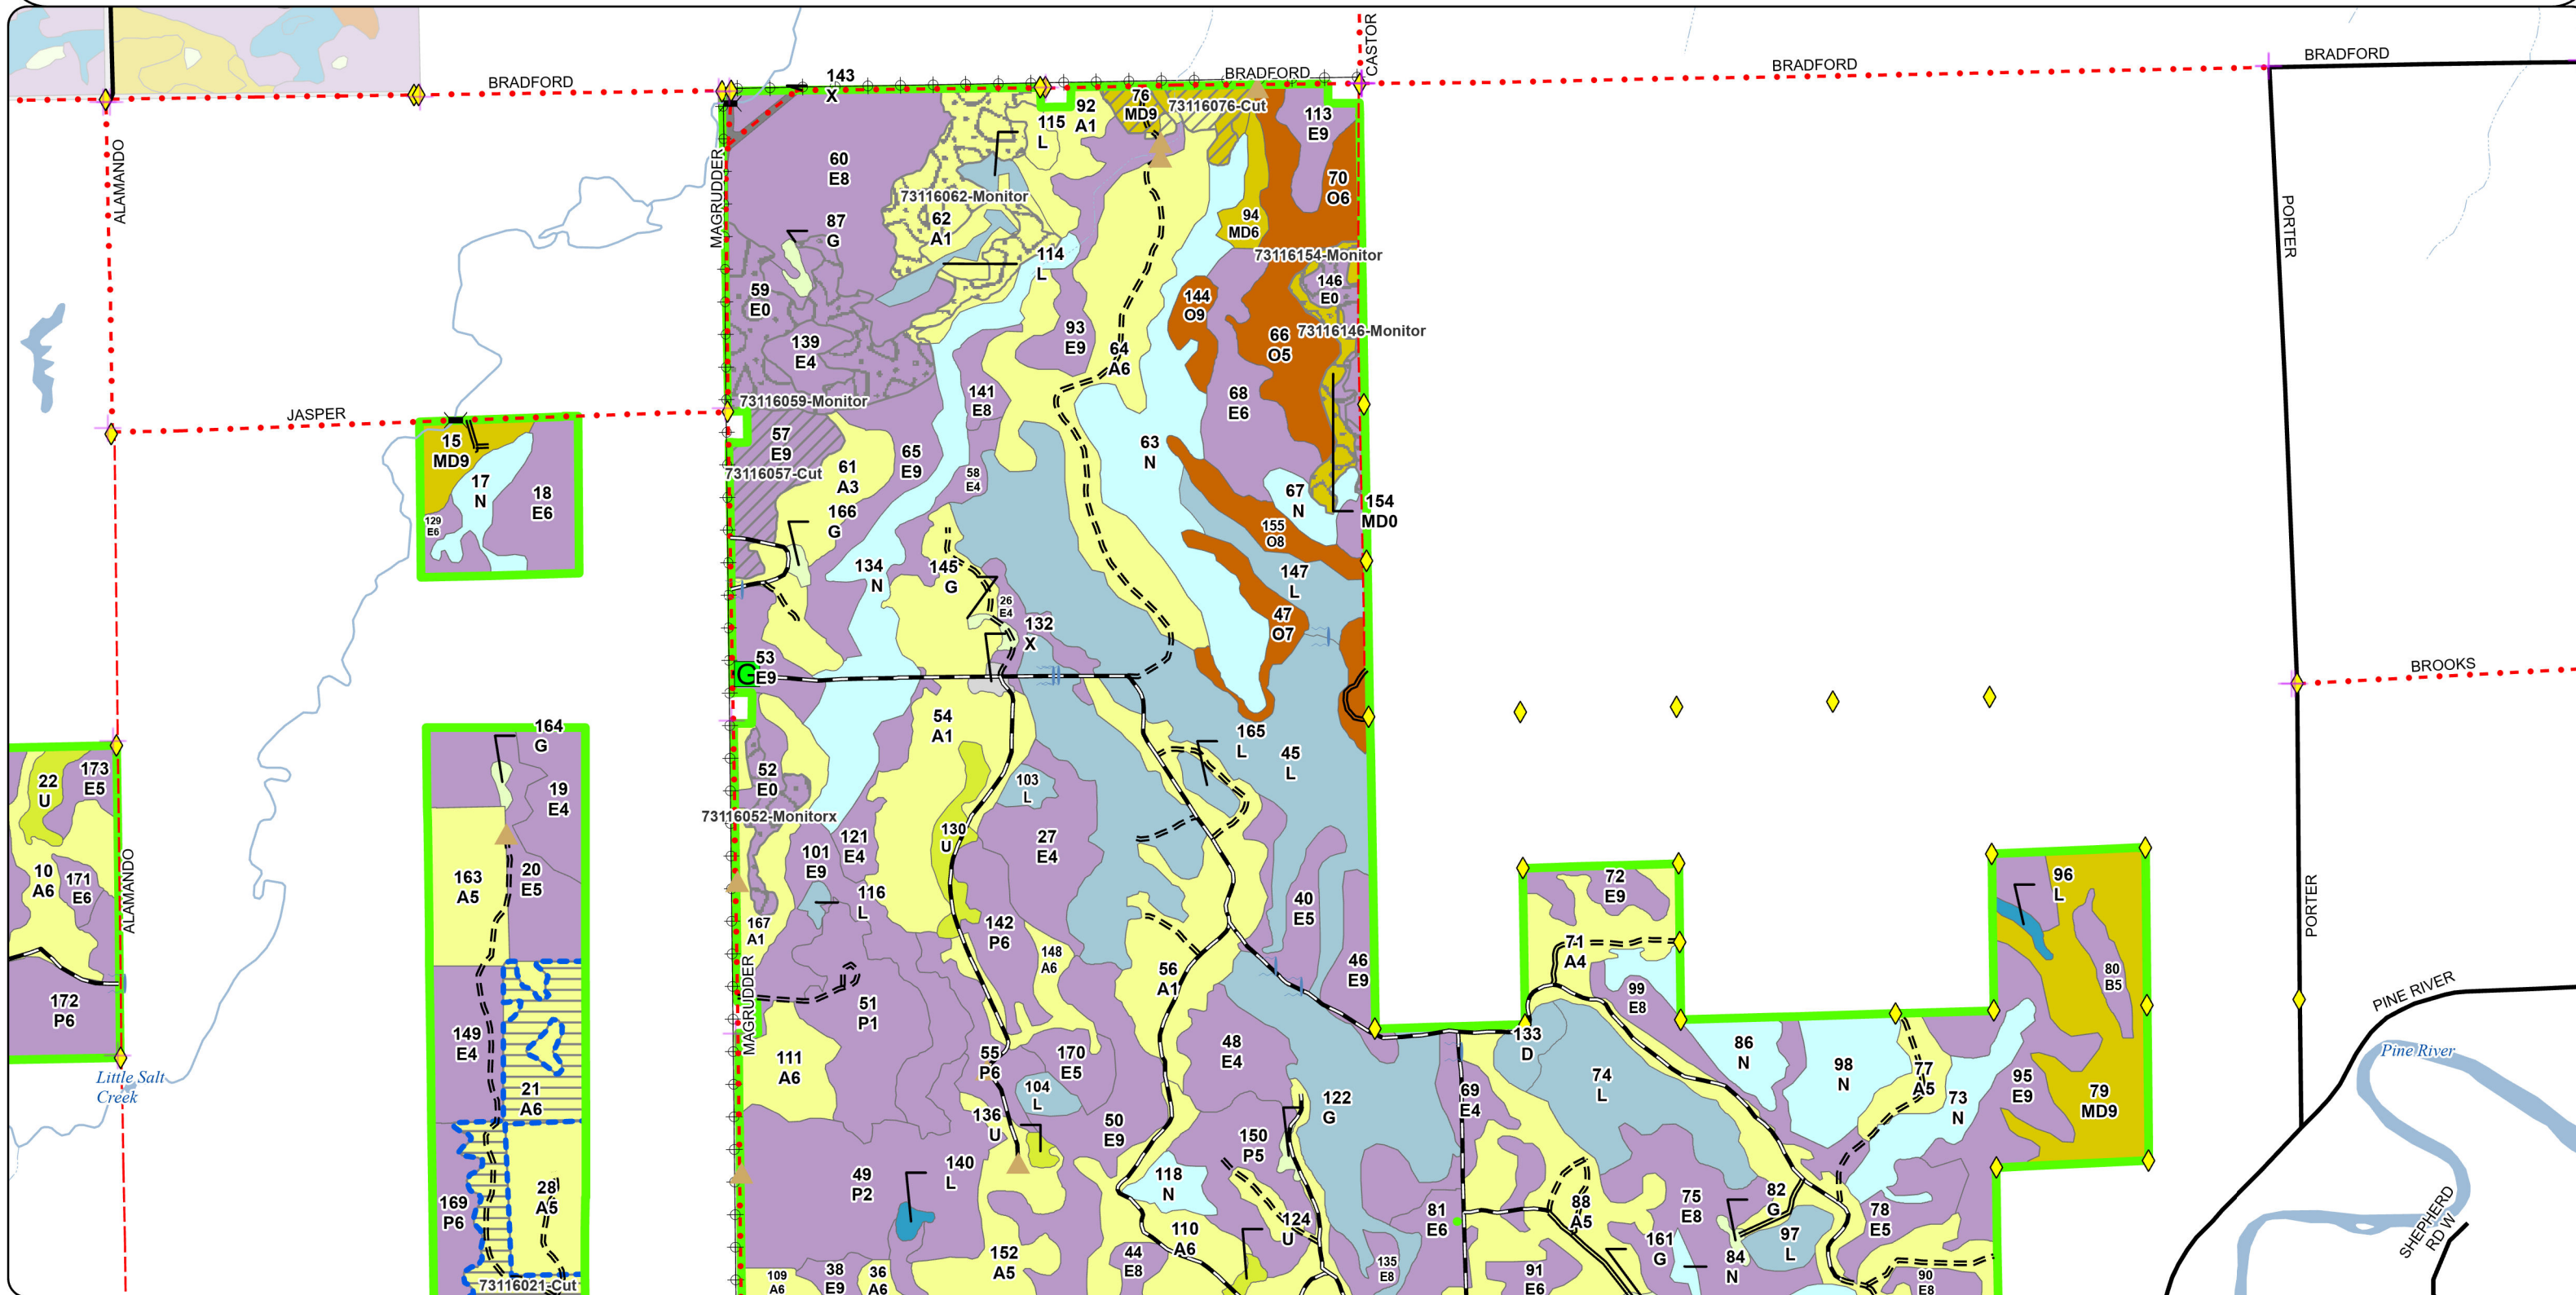 BRADFORD
BRADFORD
CASTOR
BRADFORD
BRADFORD
ALAMANDO
MAGRUDDER
PORTER
143
X
60
E8
87
G
59
E0
139
E4
73116059-Monitor
73116062-Monitor
62
A1
115
L
92
A1
76
MD9
73116076-Cut
113
E9
70
O6
94
MD6
114
L
73116154-Monitor
146
E0
73116146-Monitor
144
O9
66
O5
93
E9
64
A6
141
E8
68
E6
JASPER
15
MD9
17
N
18
E6
129
E6
57
E9
73116057-Cut
61
A3
65
E9
58
E4
63
N
67
N
154
MD0
155
O8
166
G
134
N
145
G
26
E4
132
X
147
L
47
O7
G
53
E9
BROOKS
54
A1
165
L
45
L
52
E0
73116052-Monitorx
103
L
130
U
27
E4
121
E4
101
E9
116
L
167
A1
142
P6
148
A6
40
E5
46
E9
56
A1
51
P1
MAGRUDDER
111
A6
55
P6
170
E5
104
L
136
U
50
E9
48
E4
122
G
150
P5
49
P2
140
L
118
N
124
U
110
A6
152
A5
44
E8
109
A6
38
E9
36
A6
135
E8
81
E6
69
E4
22
U
173
E5
10
A6
171
E6
172
P6
ALAMANDO
Little Salt
Creek
164
G
19
E4
163
A5
20
E5
149
E4
21
A6
169
P6
28
A5
73116021-Cut
72
E9
71
A4
99
E8
133
D
74
L
86
N
98
N
77
A5
73
N
95
E9
96
L
80
B5
79
MD9
88
A5
75
E8
82
G
97
L
78
E5
161
G
84
N
91
E6
90
E8
PORTER
PINE RIVER
Pine River
SHEPHERD
RD W